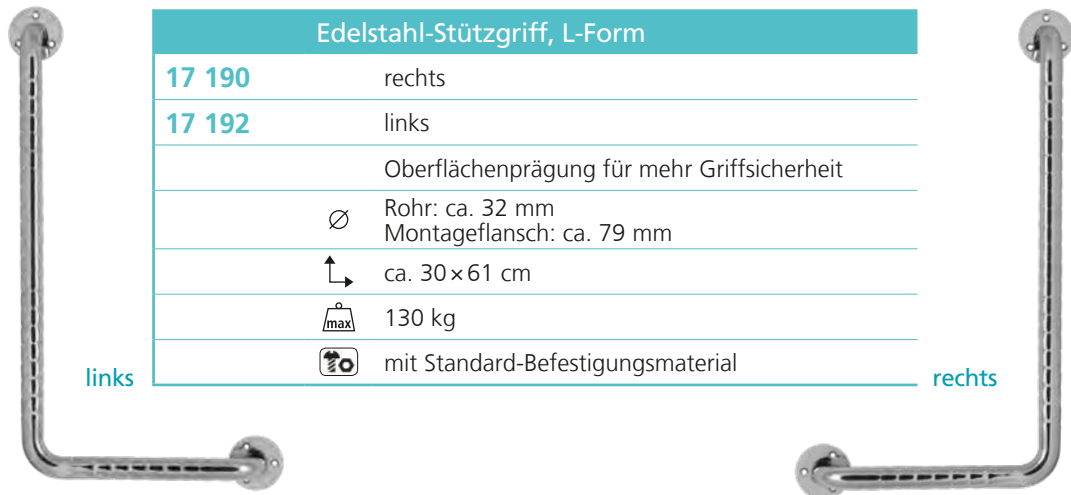 Edelstahl-Stützgriff, L-Form
17 190 rechts
17 192 links
Oberflächenprägung für mehr Griffsicherheit
Ø Rohr: ca. 32 mm
Montageflansch: ca. 79 mm
ca. 30 × 61 cm
max 130 kg
mit Standard-Befestigungsmaterial
links
rechts